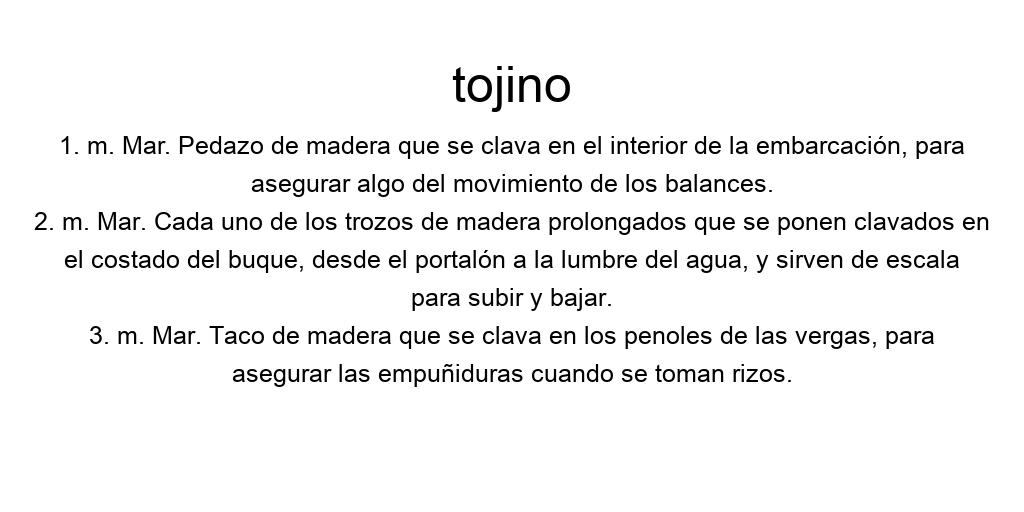 tojino
1. m. Mar. Pedazo de madera que se clava en el interior de la embarcación, para
asegurar algo del movimiento de los balances.
2. m. Mar. Cada uno de los trozos de madera prolongados que se ponen clavados en
el costado del buque, desde el portalón a la lumbre del agua, y sirven de escala
para subir y bajar.
3. m. Mar. Taco de madera que se clava en los penoles de las vergas, para
asegurar las empuñiduras cuando se toman rizos.